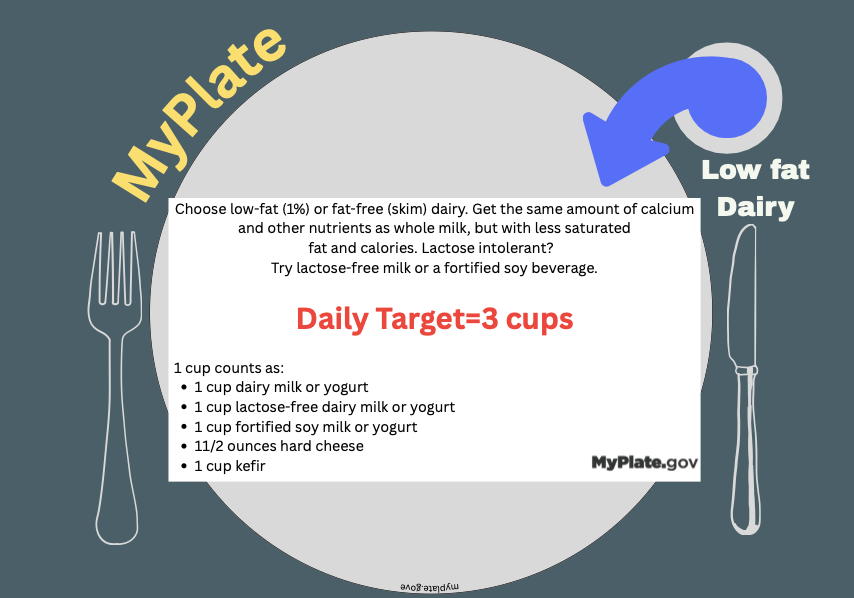 MyPlate
Low fat
Dairy
Choose low-fat (1%) or fat-free (skim) dairy. Get the same amount of calcium
and other nutrients as whole milk, but with less saturated
fat and calories. Lactose intolerant?
Try lactose-free milk or a fortified soy beverage.
Daily Target=3 cups
1 cup counts as:
• 1 cup dairy milk or yogurt
• 1 cup lactose-free dairy milk or yogurt
• 1 cup fortified soy milk or yogurt
• 11/2 ounces hard cheese
• 1 cup kefir
MyPlate.gov
myplate.gove